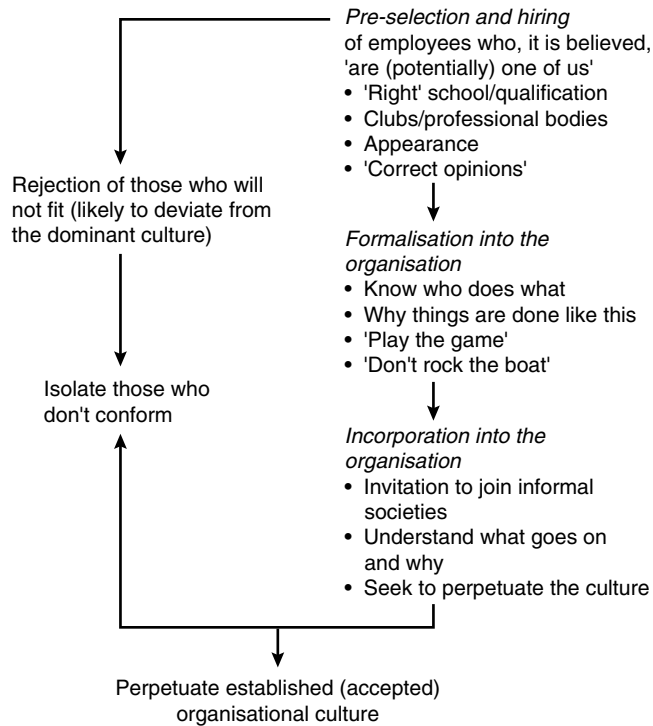 Pre-selection and hiring
of employees who, it is believed,
'are (potentially) one of us'
• 'Right' school/qualification
• Clubs/professional bodies
• Appearance
• 'Correct opinions'
Rejection of those who will
not fit (likely to deviate from
the dominant culture)
Formalisation into the
organisation
• Know who does what
• Why things are done like this
• 'Play the game'
• 'Don't rock the boat'
Isolate those who
don't conform
Incorporation into the
organisation
• Invitation to join informal
societies
• Understand what goes on
and why
• Seek to perpetuate the culture
Perpetuate established (accepted)
organisational culture